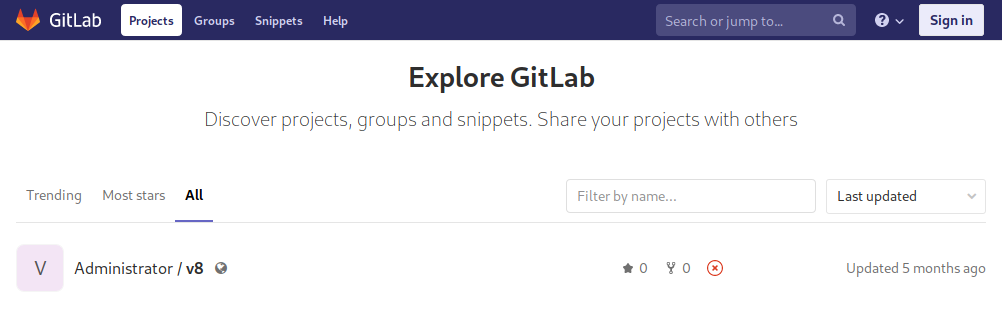 GitLab Projects Groups Snippets Help Search or jump to... Sign in
Explore GitLab
Discover projects, groups and snippets. Share your projects with others
Trending Most stars All Filter by name... Last updated
V Administrator / v8 0 0 Updated 5 months ago